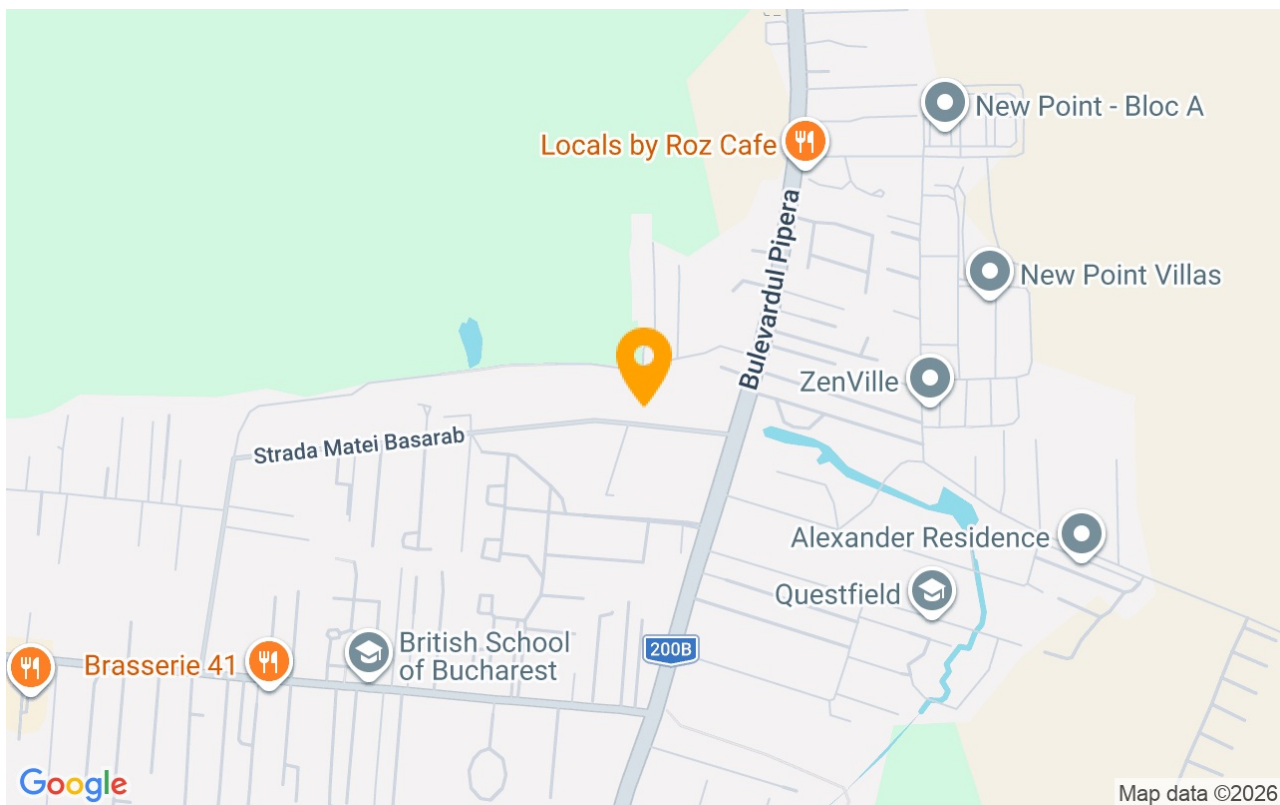 New Point - Bloc A
Locals by Roz Cafe
Bulevardul Pipera
New Point Villas
ZenVille
Strada Matei Basarab
Alexander Residence
Questfield
British School
of Bucharest
200B
Brasserie 41
Google
Map data ©2026